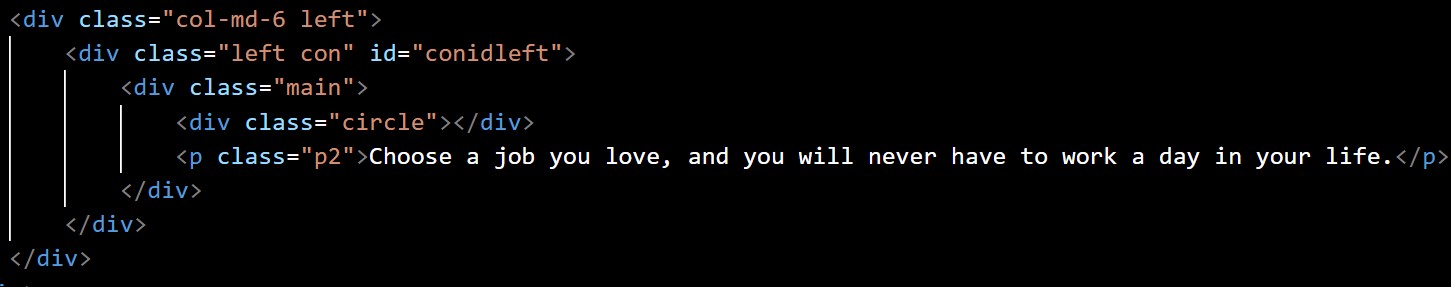 <div class="col-md-6 left">
<div class="left con" id="conidleft">
<div class="main">
<div class="circle"></div>
<p class="p2">Choose a job you love, and you will never have to work a day in your life.</p>
</div>
</div>
</div>